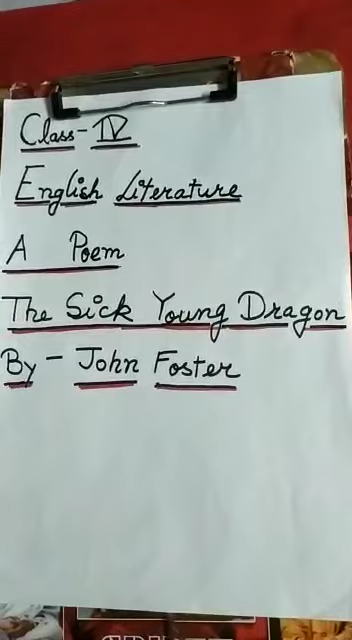 Class-IV
English Literature
A Poem
The Sick Young Dragon
By - John Foster